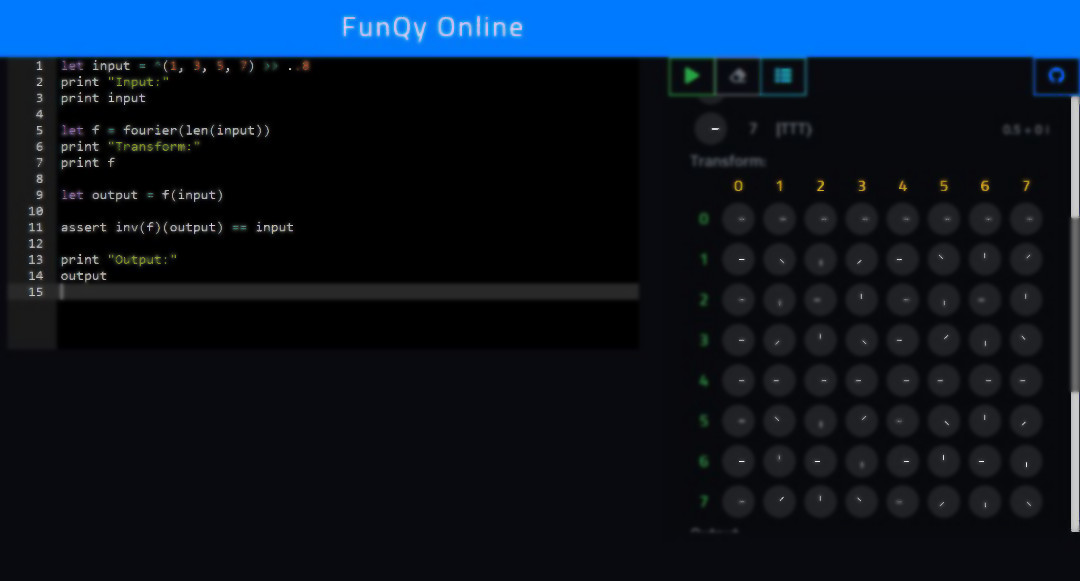 FunQy Online
1 let input = ^(1, 3, 5, 7) >> ..8
2 print "Input:"
3 print input
4
5 let f = fourier(len(input))
6 print "Transform:"
7 print f
8
9 let output = f(input)
10
11 assert inv(f)(output) == input
12
13 print "Output:"
14 output
15
7 |TTT⟩ 0.5 + 0i
Transform:
0 1 2 3 4 5 6 7
0
1
2
3
4
5
6
7